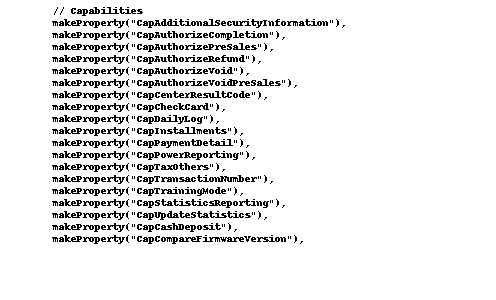 // Capabilities
makeProperty("CapAdditionalSecurityInformation"),
makeProperty("CapAuthorizeCompletion"),
makeProperty("CapAuthorizePreSales"),
makeProperty("CapAuthorizeRefund"),
makeProperty("CapAuthorizeVoid"),
makeProperty("CapAuthorizeVoidPreSales"),
makeProperty("CapCenterResultCode"),
makeProperty("CapCheckCard"),
makeProperty("CapDailyLog"),
makeProperty("CapInstallments"),
makeProperty("CapPaymentDetail"),
makeProperty("CapPowerReporting"),
makeProperty("CapTaxOthers"),
makeProperty("CapTransactionNumber"),
makeProperty("CapTrainingMode"),
makeProperty("CapStatisticsReporting"),
makeProperty("CapUpdateStatistics"),
makeProperty("CapCashDeposit"),
makeProperty("CapCompareFirmwareVersion"),